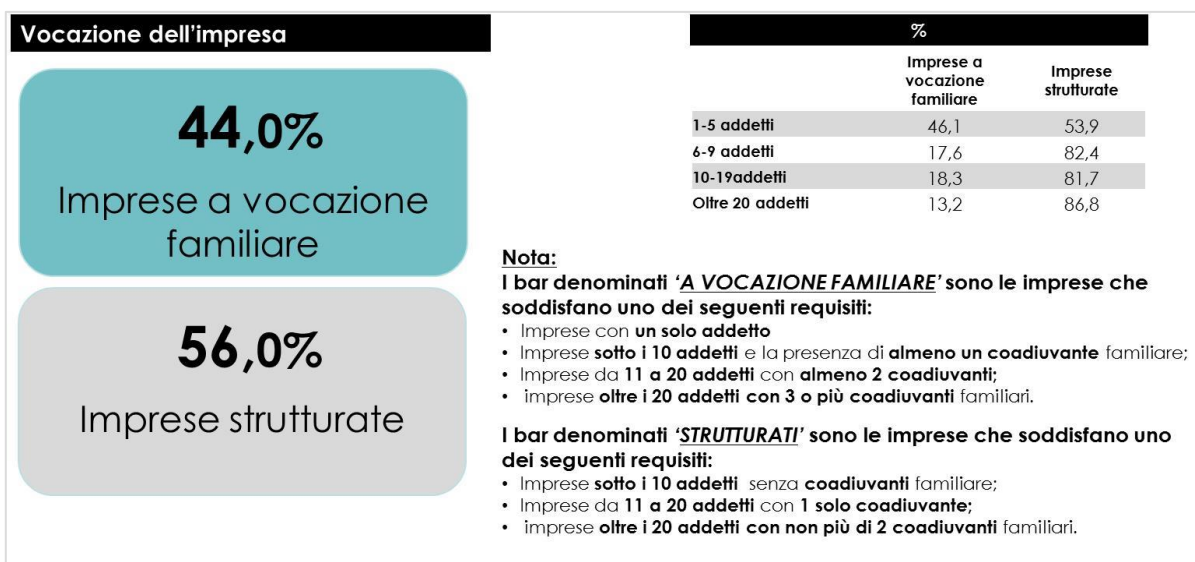 Vocazione dell'impresa
44,0%
Imprese a vocazione
familiare
56,0%
Imprese strutturate
%
Imprese a
vocazione
familiare
Imprese
strutturate
1-5 addetti 46,1 53,9
6-9 addetti 17,6 82,4
10-19addetti 18,3 81,7
Oltre 20 addetti 13,2 86,8
Nota:
I bar denominati ‘A VOCAZIONE FAMILIARE’ sono le imprese che
soddisfano uno dei seguenti requisiti:
• Imprese con un solo addetto
• Imprese sotto i 10 addetti e la presenza di almeno un coadiuvante familiare;
• Imprese da 11 a 20 addetti con almeno 2 coadiuvanti;
• imprese oltre i 20 addetti con 3 o più coadiuvanti familiari.
I bar denominati ‘STRUTTURATI’ sono le imprese che soddisfano uno
dei seguenti requisiti:
• Imprese sotto i 10 addetti senza coadiuvanti familiare;
• Imprese da 11 a 20 addetti con 1 solo coadiuvante;
• imprese oltre i 20 addetti con non più di 2 coadiuvanti familiari.